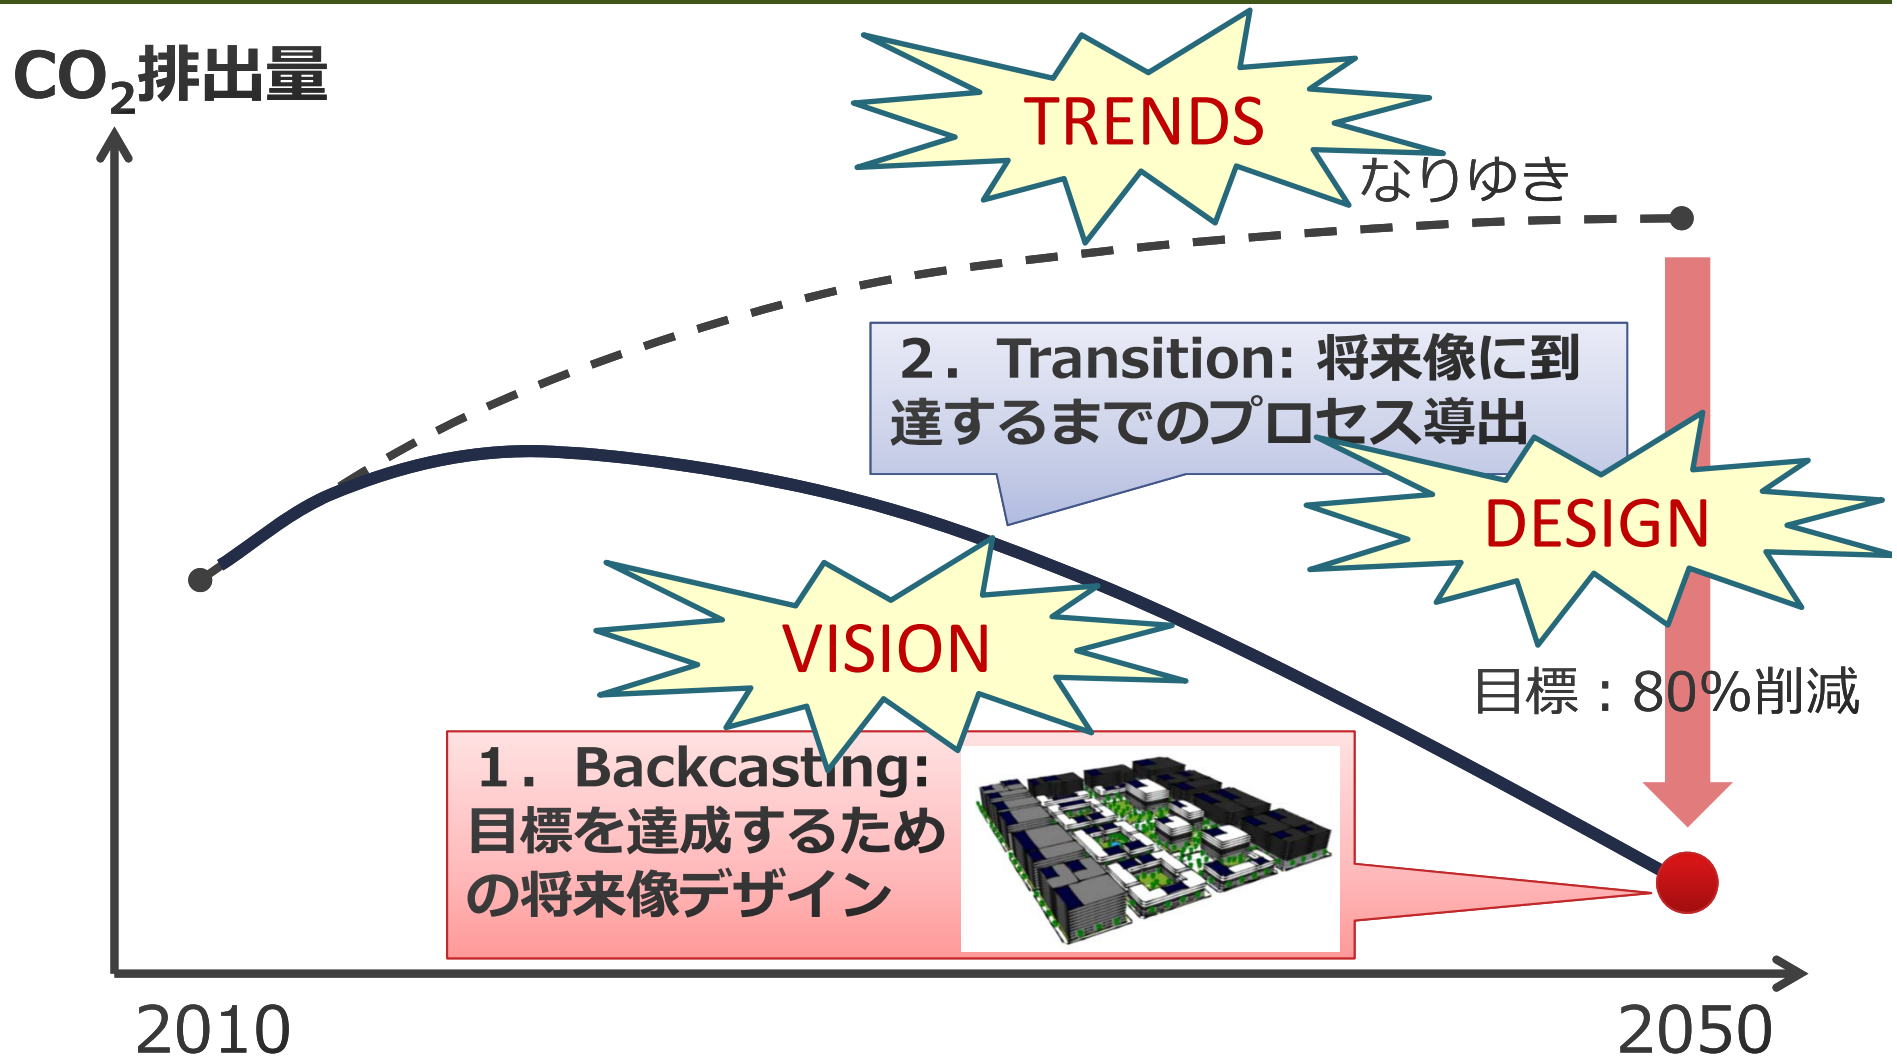 CO₂排出量
TRENDS
なりゆき
２．Transition: 将来像に到
達するまでのプロセス導出
DESIGN
VISION
目標：80%削減
１．Backcasting:
目標を達成するため
の将来像デザイン
2010
2050